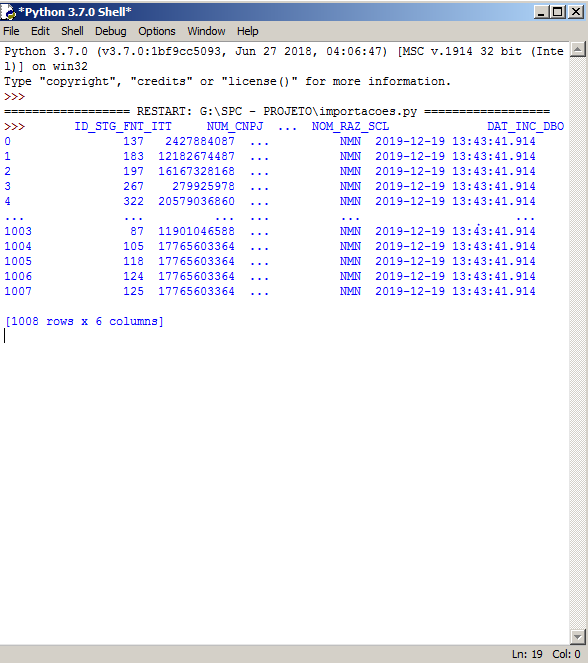 *Python 3.7.0 Shell*
File Edit Shell Debug Options Window Help
Python 3.7.0 (v3.7.0:1bf9cc5093, Jun 27 2018, 04:06:47) [MSC v.1914 32 bit (Inte
l)] on win32
Type "copyright", "credits" or "license()" for more information.
>>>
================== RESTART: G:\SPC - PROJETO\importacoes.py ==================
>>>       ID_STG_FNT_ITT     NUM_CNPJ  ...  NOM_RAZ_SCL             DAT_INC_DBO
0                137   2427884087  ...          NMN  2019-12-19 13:43:41.914
1                183  12182674487  ...          NMN  2019-12-19 13:43:41.914
2                197  16167328168  ...          NMN  2019-12-19 13:43:41.914
3                267    279925978  ...          NMN  2019-12-19 13:43:41.914
4                322  20579036860  ...          NMN  2019-12-19 13:43:41.914
...              ...          ...  ...          ...                      ...
1003              87  11901046588  ...          NMN  2019-12-19 13:43:41.914
1004             105  17765603364  ...          NMN  2019-12-19 13:43:41.914
1005             118  17765603364  ...          NMN  2019-12-19 13:43:41.914
1006             124  17765603364  ...          NMN  2019-12-19 13:43:41.914
1007             125  17765603364  ...          NMN  2019-12-19 13:43:41.914
[1008 rows x 6 columns]
Ln: 19 Col: 0